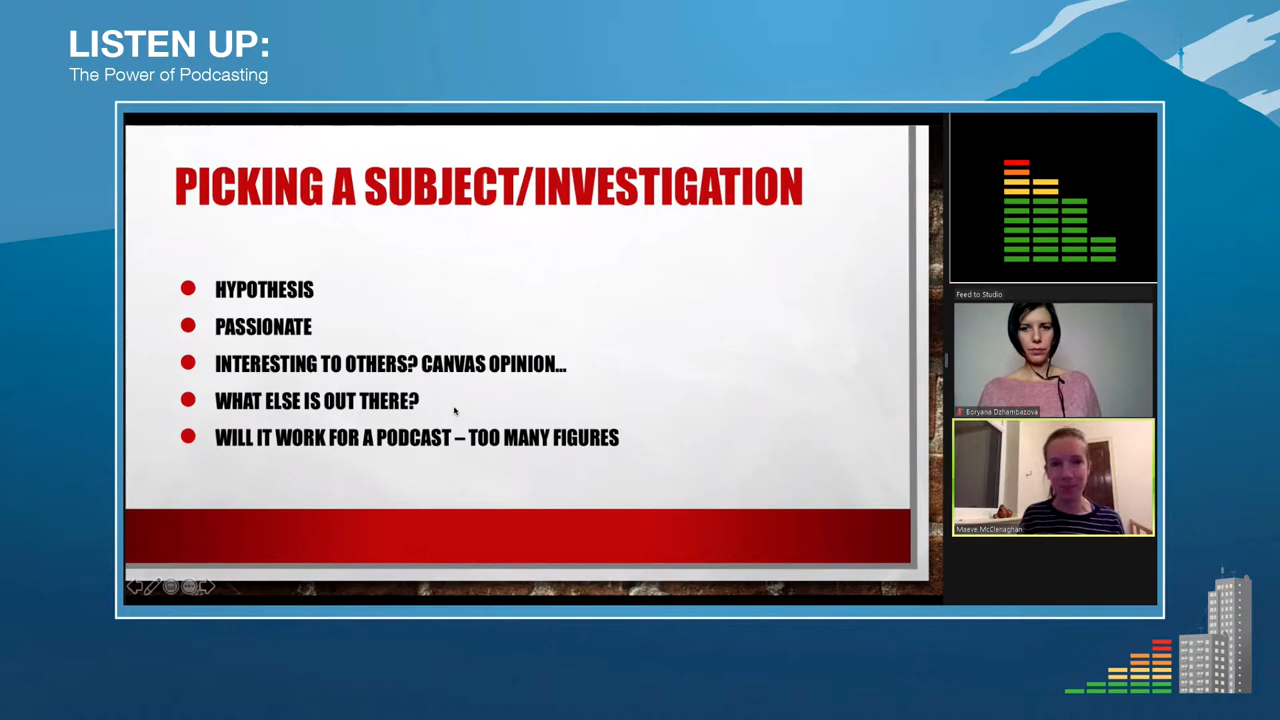 LISTEN UP:
The Power of Podcasting
PICKING A SUBJECT/INVESTIGATION
HYPOTHESIS
PASSIONATE
INTERESTING TO OTHERS? CANVAS OPINION...
WHAT ELSE IS OUT THERE?
WILL IT WORK FOR A PODCAST – TOO MANY FIGURES
Feed to Studio
Boryana Dzhambazova
Maeve McClenaghan